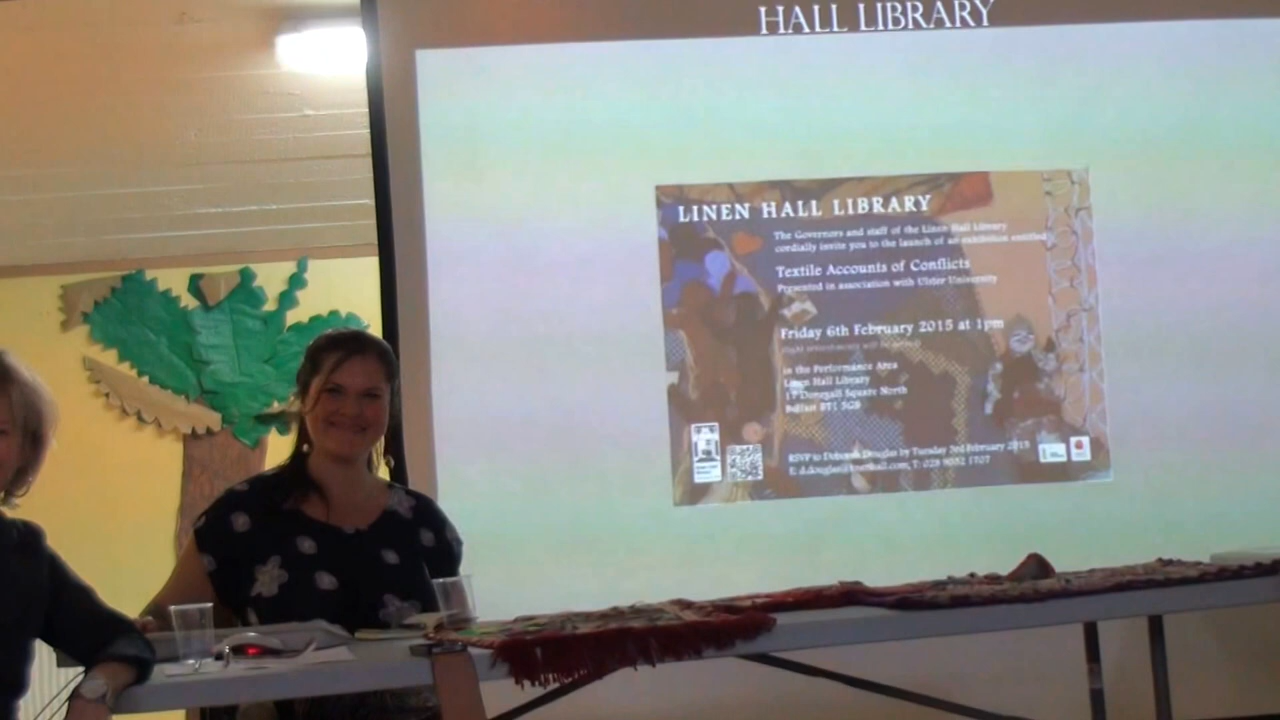 HALL LIBRARY
LINEN HALL LIBRARY
The Governors and staff of the Linen Hall Library
cordially invite you to the launch of an exhibition entitled
Textile Accounts of Conflicts
Presented in association with Ulster University
Friday 6th February 2015 at 1pm
in the Performance Area
Linen Hall Library
17 Donegall Square North
Belfast BT1 5GB
RSVP to Deborah Douglas by Tuesday 3rd February 2015